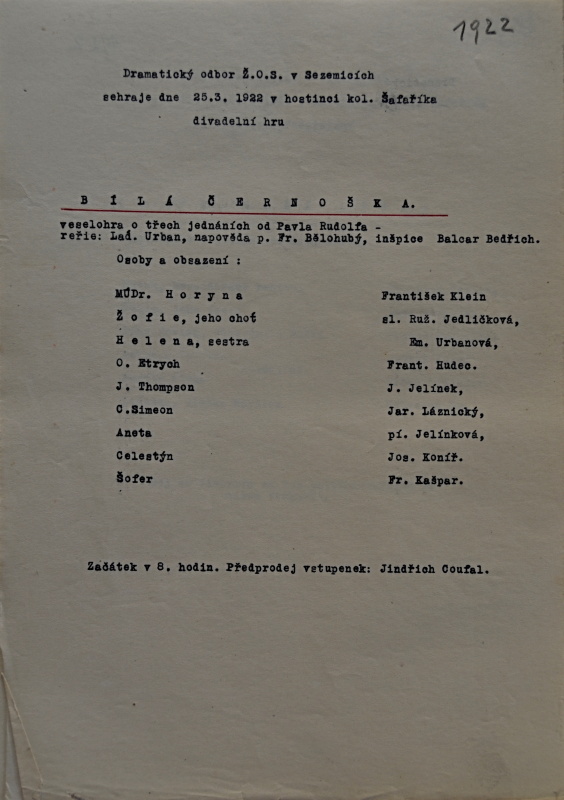 1922
Dramatický odbor Ž.O.S. v Sezemicích
sehraje dne 25.3. 1922 v hostinci kol. Šafaříka
divadelní hru
B Í L Á Č E R N O Š K A.
veselohra o třech jednáních od Pavla Rudolfa -
režie: Lad. Urban, napověda p. Fr. Bělohubý, inšpice Balcar Bedřich.
Osoby a obsazení :
MUDr. H o r y n a František Klein
Ž o f i e, jeho choť sl. Ruž. Jedličková,
H e l e n a, sestra Em. Urbanová,
O. Etrych Frant. Hudec.
J. Thompson J. Jelínek,
C.Simeon Jar. Láznický,
Aneta pí. Jelínková,
Celestýn Jos. Koníř.
Šofer Fr. Kašpar.
Začátek v 8. hodin. Předprodej vstupenek: Jindřich Coufal.